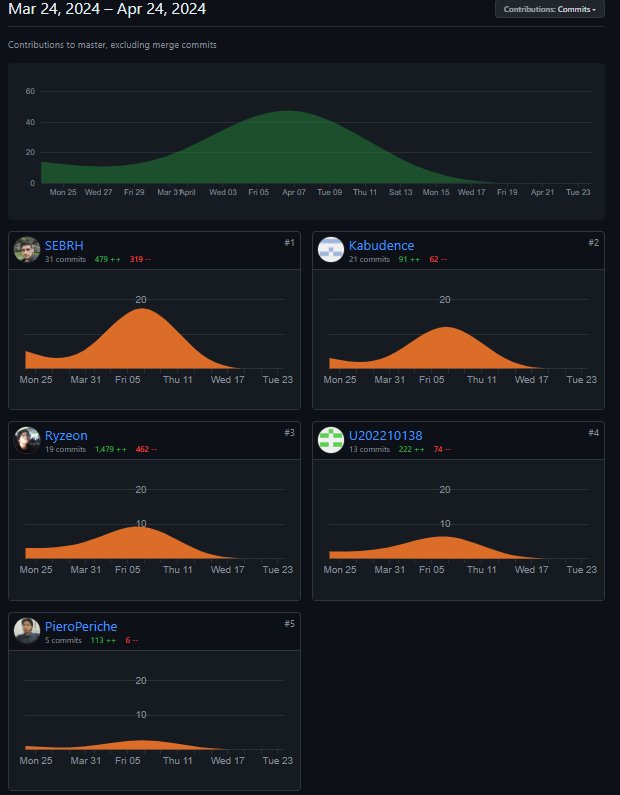 Mar 24, 2024 – Apr 24, 2024
Contributions: Commits
Contributions to master, excluding merge commits
60
40
20
0
Mon 25 Wed 27 Fri 29 Mar 31 April Wed 03 Fri 05 Apr 07 Tue 09 Thu 11 Sat 13 Mon 15 Wed 17 Fri 19 Apr 21 Tue 23
SEBRH #1
31 commits 479 ++ 319 --
20
Mon 25 Mar 31 Fri 05 Thu 11 Wed 17 Tue 23
Kabudence #2
21 commits 91 ++ 62 --
20
Mon 25 Mar 31 Fri 05 Thu 11 Wed 17 Tue 23
Ryzeon #3
19 commits 1,479 ++ 462 --
20
10
Mon 25 Mar 31 Fri 05 Thu 11 Wed 17 Tue 23
U202210138 #4
13 commits 222 ++ 74 --
20
10
Mon 25 Mar 31 Fri 05 Thu 11 Wed 17 Tue 23
PieroPeriche #5
5 commits 113 ++ 6 --
20
10
Mon 25 Mar 31 Fri 05 Thu 11 Wed 17 Tue 23